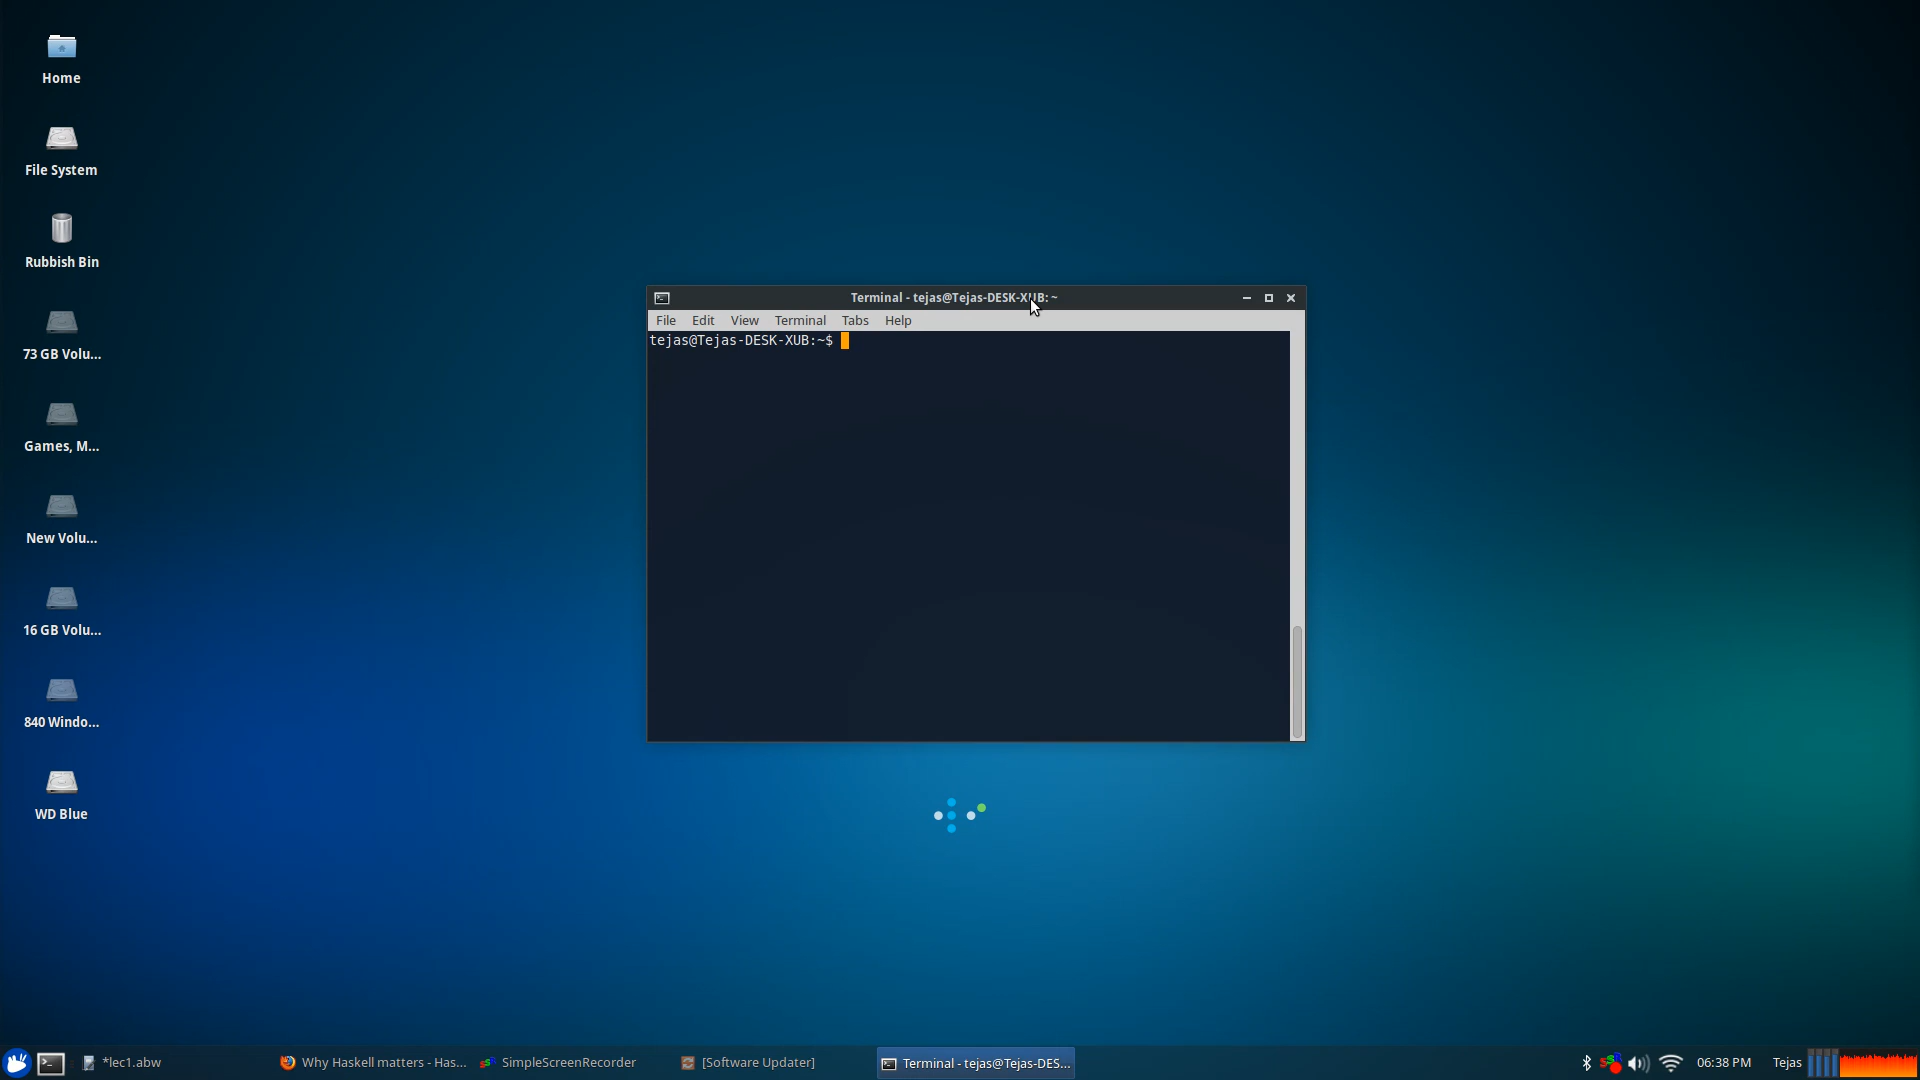 Home
File System
Rubbish Bin
73 GB Volu...
Games, M...
New Volu...
16 GB Volu...
840 Windo...
WD Blue
Terminal - tejas@Tejas-DESK-XUB: ~
File Edit View Terminal Tabs Help
tejas@Tejas-DESK-XUB:~$
*lec1.abw Why Haskell matters - Has... SimpleScreenRecorder [Software Updater] Terminal - tejas@Tejas-DES... 06:38 PM Tejas